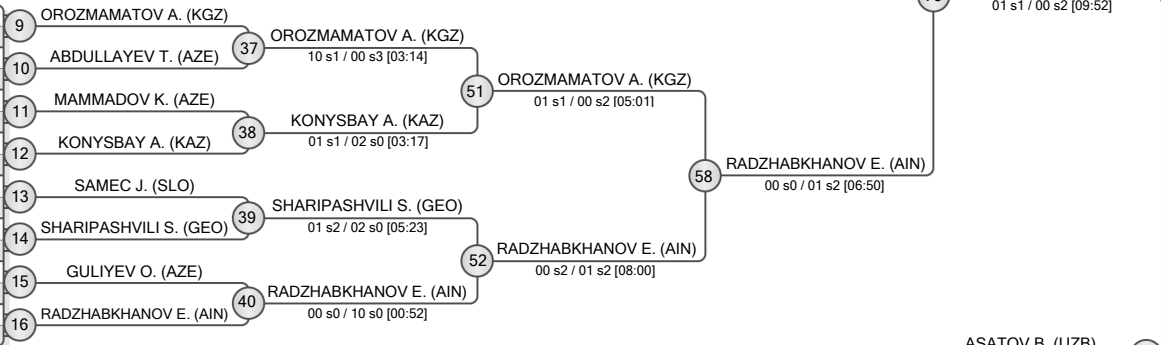 01 s1 / 00 s2 [09:52]
9 OROZMAMATOV A. (KGZ)
37 OROZMAMATOV A. (KGZ)
10 s1 / 00 s3 [03:14]
10 ABDULLAYEV T. (AZE)
51 OROZMAMATOV A. (KGZ)
01 s1 / 00 s2 [05:01]
11 MAMMADOV K. (AZE)
38 KONYSBAY A. (KAZ)
01 s1 / 02 s0 [03:17]
12 KONYSBAY A. (KAZ)
58 RADZHABKHANOV E. (AIN)
00 s0 / 01 s2 [06:50]
13 SAMEC J. (SLO)
39 SHARIPASHVILI S. (GEO)
01 s2 / 02 s0 [05:23]
14 SHARIPASHVILI S. (GEO)
52 RADZHABKHANOV E. (AIN)
00 s2 / 01 s2 [08:00]
15 GULIYEV O. (AZE)
40 RADZHABKHANOV E. (AIN)
00 s0 / 10 s0 [00:52]
16 RADZHABKHANOV E. (AIN)
ASATOV B. (UZB)